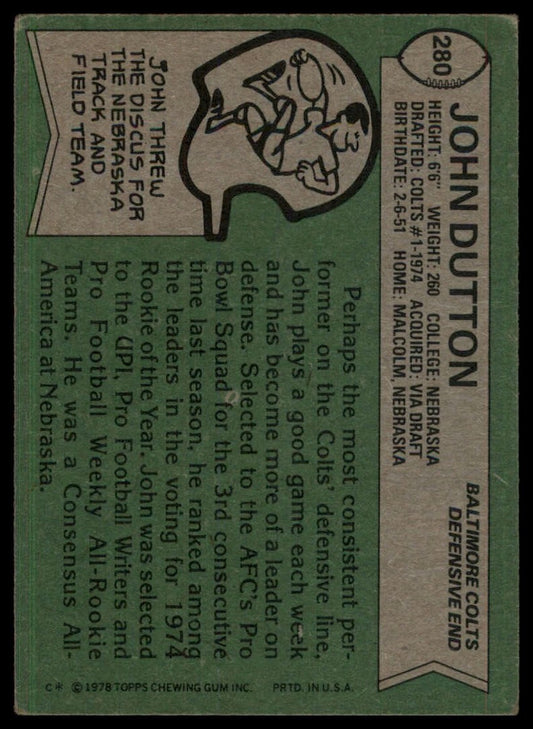 280
JOHN DUTTON
HEIGHT: 6'6" WEIGHT: 260 COLLEGE: NEBRASKA
DRAFTED: COLTS #1-1974 ACQUIRED: VIA DRAFT
BIRTHDATE: 2-6-51 HOME: MALCOLM, NEBRASKA
BALTIMORE COLTS
DEFENSIVE END
JOHN THREW
THE DISCUS FOR
THE NEBRASKA
TRACK AND
FIELD TEAM.
Perhaps the most consistent per-
former on the Colts' defensive line,
John plays a good game each week
and has become more of a leader on
defense. Selected to the AFC's Pro
Bowl Squad for the 3rd consecutive
time last season, he ranked among
the leaders in the voting for 1974
Rookie of the Year. John was selected
to the UPI, Pro Football Writers and
Pro Football Weekly All-Rookie
Teams. He was a Consensus All-
America at Nebraska.
C* © 1978 TOPPS CHEWING GUM INC. PRTD. IN U.S.A.